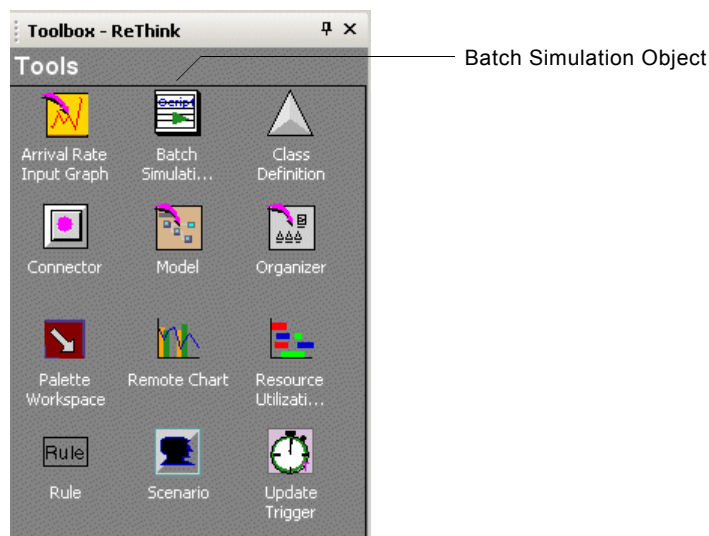 Toolbox - ReThink
Batch Simulation Object
Tools
Script
Arrival Rate
Input Graph
Batch
Simulati...
Class
Definition
Connector
Model
Organizer
Palette
Workspace
Remote Chart
Resource
Utilizati...
Rule
Rule
Scenario
Update
Trigger